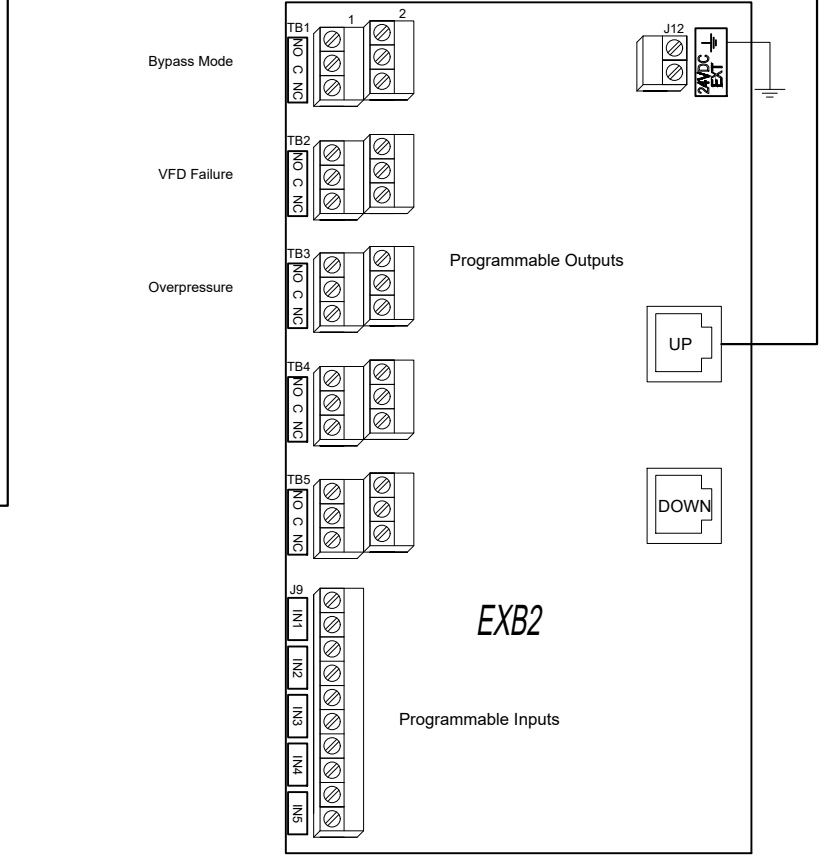 1 2
TB1
NO C NC
Bypass Mode
J12
24VDC
EXT
TB2
NO C NC
VFD Failure
TB3
NO C NC
Programmable Outputs
Overpressure
UP
TB4
NO C NC
TB5
NO C NC
DOWN
J9
IN1
EXB2
IN2
IN3
Programmable Inputs
IN4
IN5